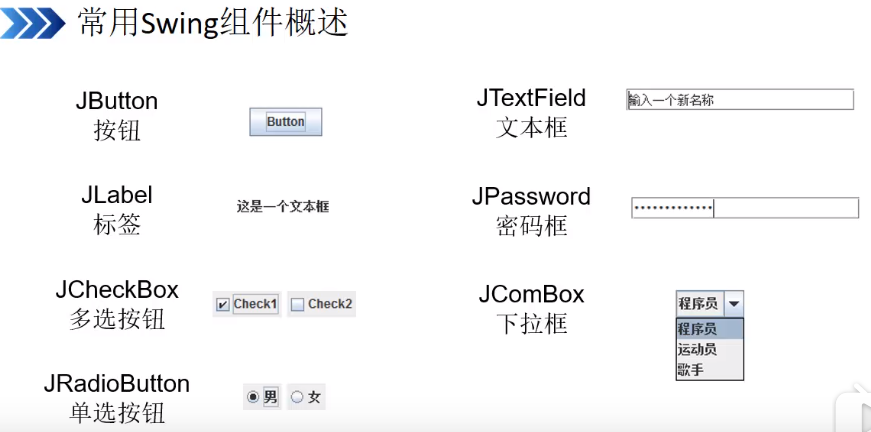 常用Swing组件概述
JButton
按钮
Button
JLabel
标签
这是一个文本框
JCheckBox
多选按钮
Check1 Check2
JRadioButton
单选按钮
男 女
JTextField
文本框
输入一个新名称
JPassword
密码框
JComBox
下拉框
程序员
程序员
运动员
歌手